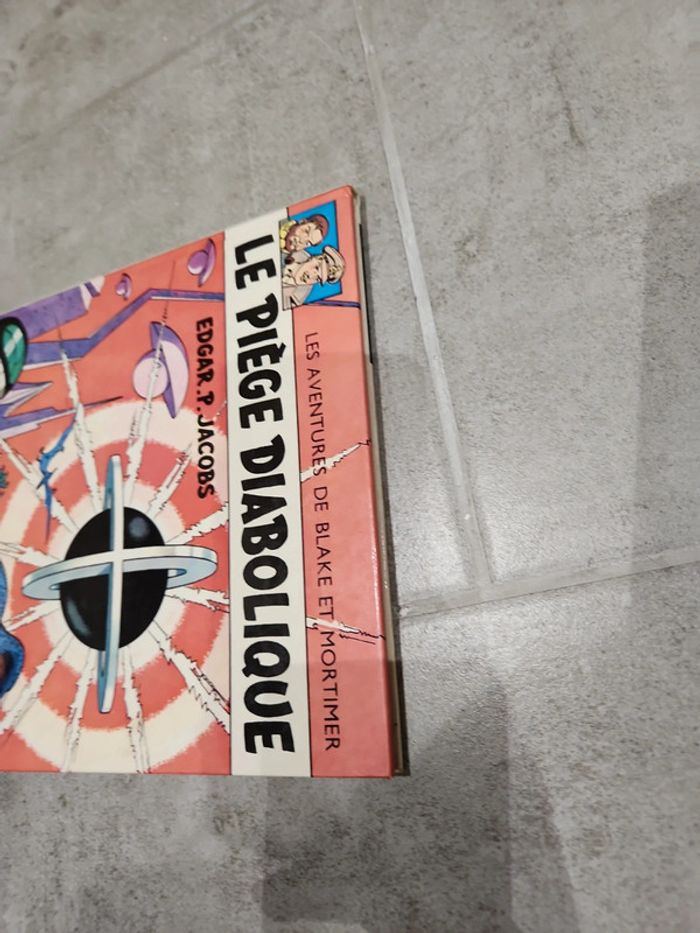 LES AVENTURES DE BLAKE ET MORTIMER
LE PIÈGE DIABOLIQUE
EDGAR.P.JACOBS